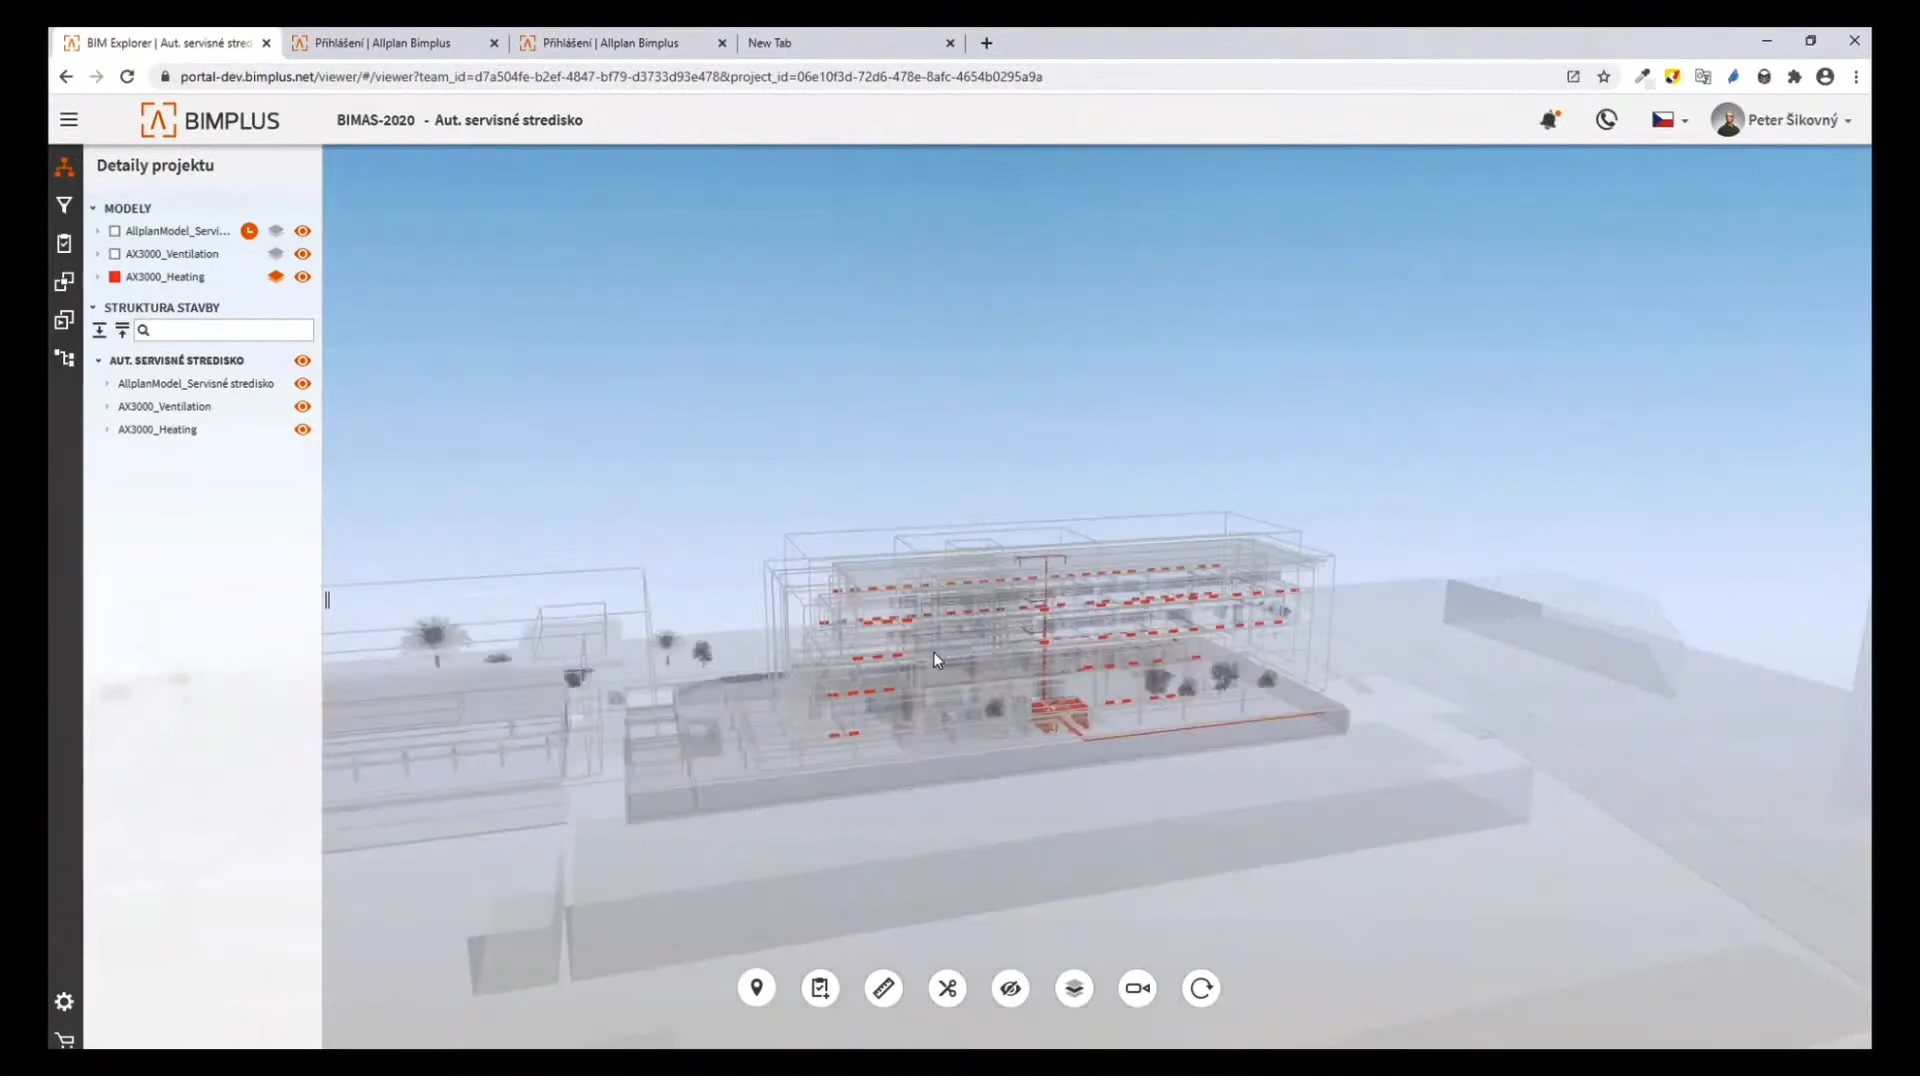 BIM Explorer | Aut. servisné stred
Přihlášení | Allplan Bimplus
Přihlášení | Allplan Bimplus
New Tab
portal-dev.bimplus.net/viewer/#/viewer?team_id=d7a504fe-b2ef-4847-bf79-d3733d93e478&project_id=06e10f3d-72d6-478e-8afc-4654b0295a9a
BIMPLUS
BIMAS-2020 - Aut. servisné stredisko
Peter Šikovný
Detaily projektu
MODELY
AllplanModel_Servi...
AX3000_Ventilation
AX3000_Heating
STRUKTURA STAVBY
AUT. SERVISNÉ STREDISKO
AllplanModel_Servisné stredisko
AX3000_Ventilation
AX3000_Heating